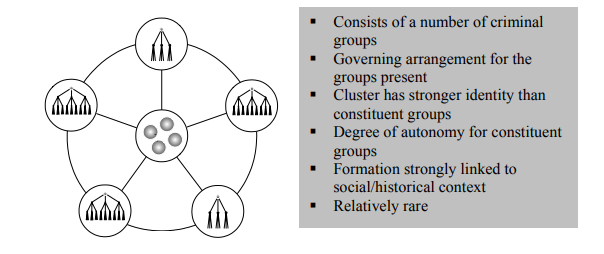 ▪ Consists of a number of criminal
groups
▪ Governing arrangement for the
groups present
▪ Cluster has stronger identity than
constituent groups
▪ Degree of autonomy for constituent
groups
▪ Formation strongly linked to
social/historical context
▪ Relatively rare